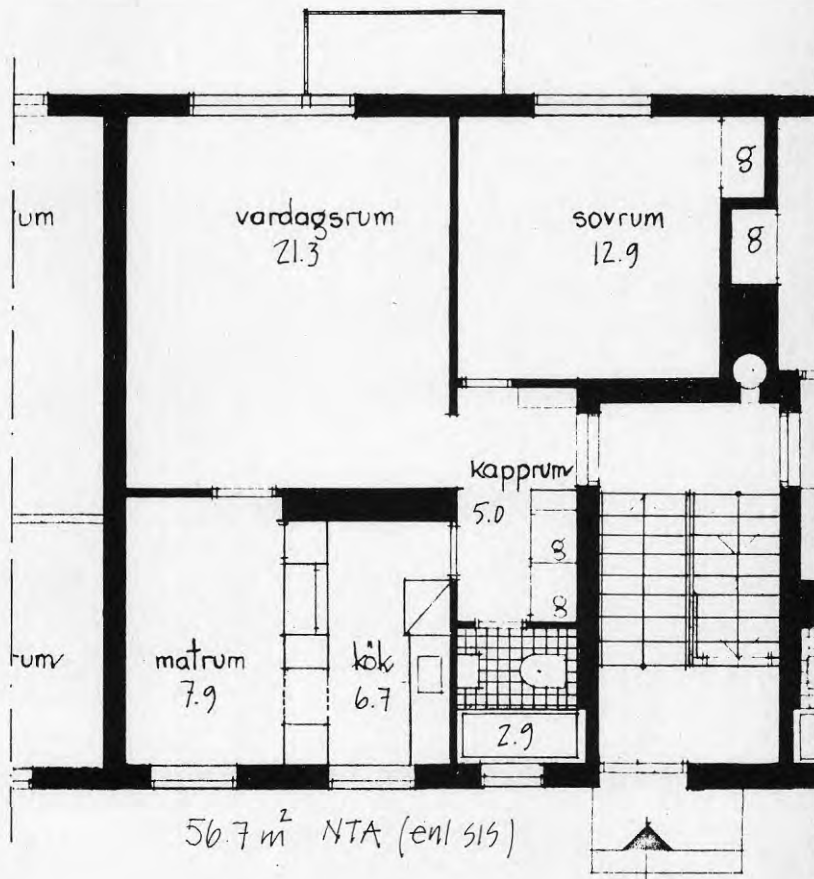 um
vardagsrum
21.3
sovrum
12.9
g
g
kapprum
5.0
g
g
rum
matrum
7.9
kök
6.7
2.9
56.7 m² NTA (enl SIS)